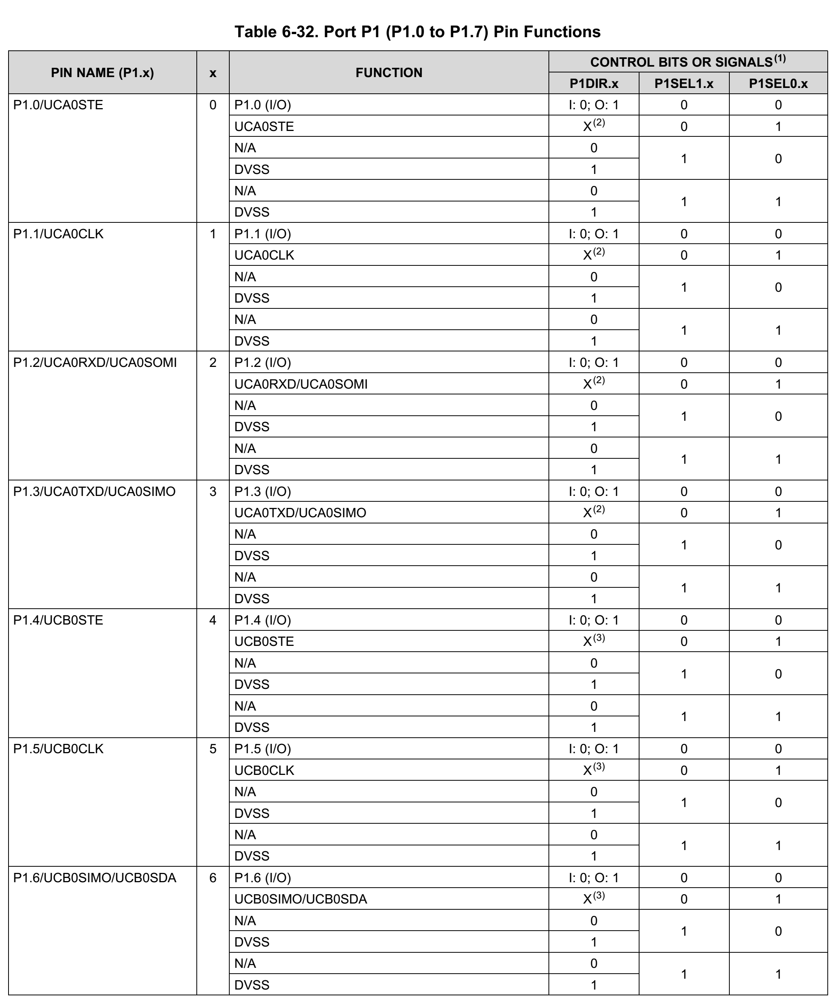 Table 6-32. Port P1 (P1.0 to P1.7) Pin Functions
PIN NAME (P1.x) x FUNCTION CONTROL BITS OR SIGNALS(1)
P1DIR.x P1SEL1.x P1SEL0.x
P1.0/UCA0STE 0 P1.0 (I/O) I: 0; O: 1 0 0
UCA0STE X(2) 0 1
N/A 0 1 0
DVSS 1
N/A 0 1 1
DVSS 1
P1.1/UCA0CLK 1 P1.1 (I/O) I: 0; O: 1 0 0
UCA0CLK X(2) 0 1
N/A 0 1 0
DVSS 1
N/A 0 1 1
DVSS 1
P1.2/UCA0RXD/UCA0SOMI 2 P1.2 (I/O) I: 0; O: 1 0 0
UCA0RXD/UCA0SOMI X(2) 0 1
N/A 0 1 0
DVSS 1
N/A 0 1 1
DVSS 1
P1.3/UCA0TXD/UCA0SIMO 3 P1.3 (I/O) I: 0; O: 1 0 0
UCA0TXD/UCA0SIMO X(2) 0 1
N/A 0 1 0
DVSS 1
N/A 0 1 1
DVSS 1
P1.4/UCB0STE 4 P1.4 (I/O) I: 0; O: 1 0 0
UCB0STE X(3) 0 1
N/A 0 1 0
DVSS 1
N/A 0 1 1
DVSS 1
P1.5/UCB0CLK 5 P1.5 (I/O) I: 0; O: 1 0 0
UCB0CLK X(3) 0 1
N/A 0 1 0
DVSS 1
N/A 0 1 1
DVSS 1
P1.6/UCB0SIMO/UCB0SDA 6 P1.6 (I/O) I: 0; O: 1 0 0
UCB0SIMO/UCB0SDA X(3) 0 1
N/A 0 1 0
DVSS 1
N/A 0 1 1
DVSS 1